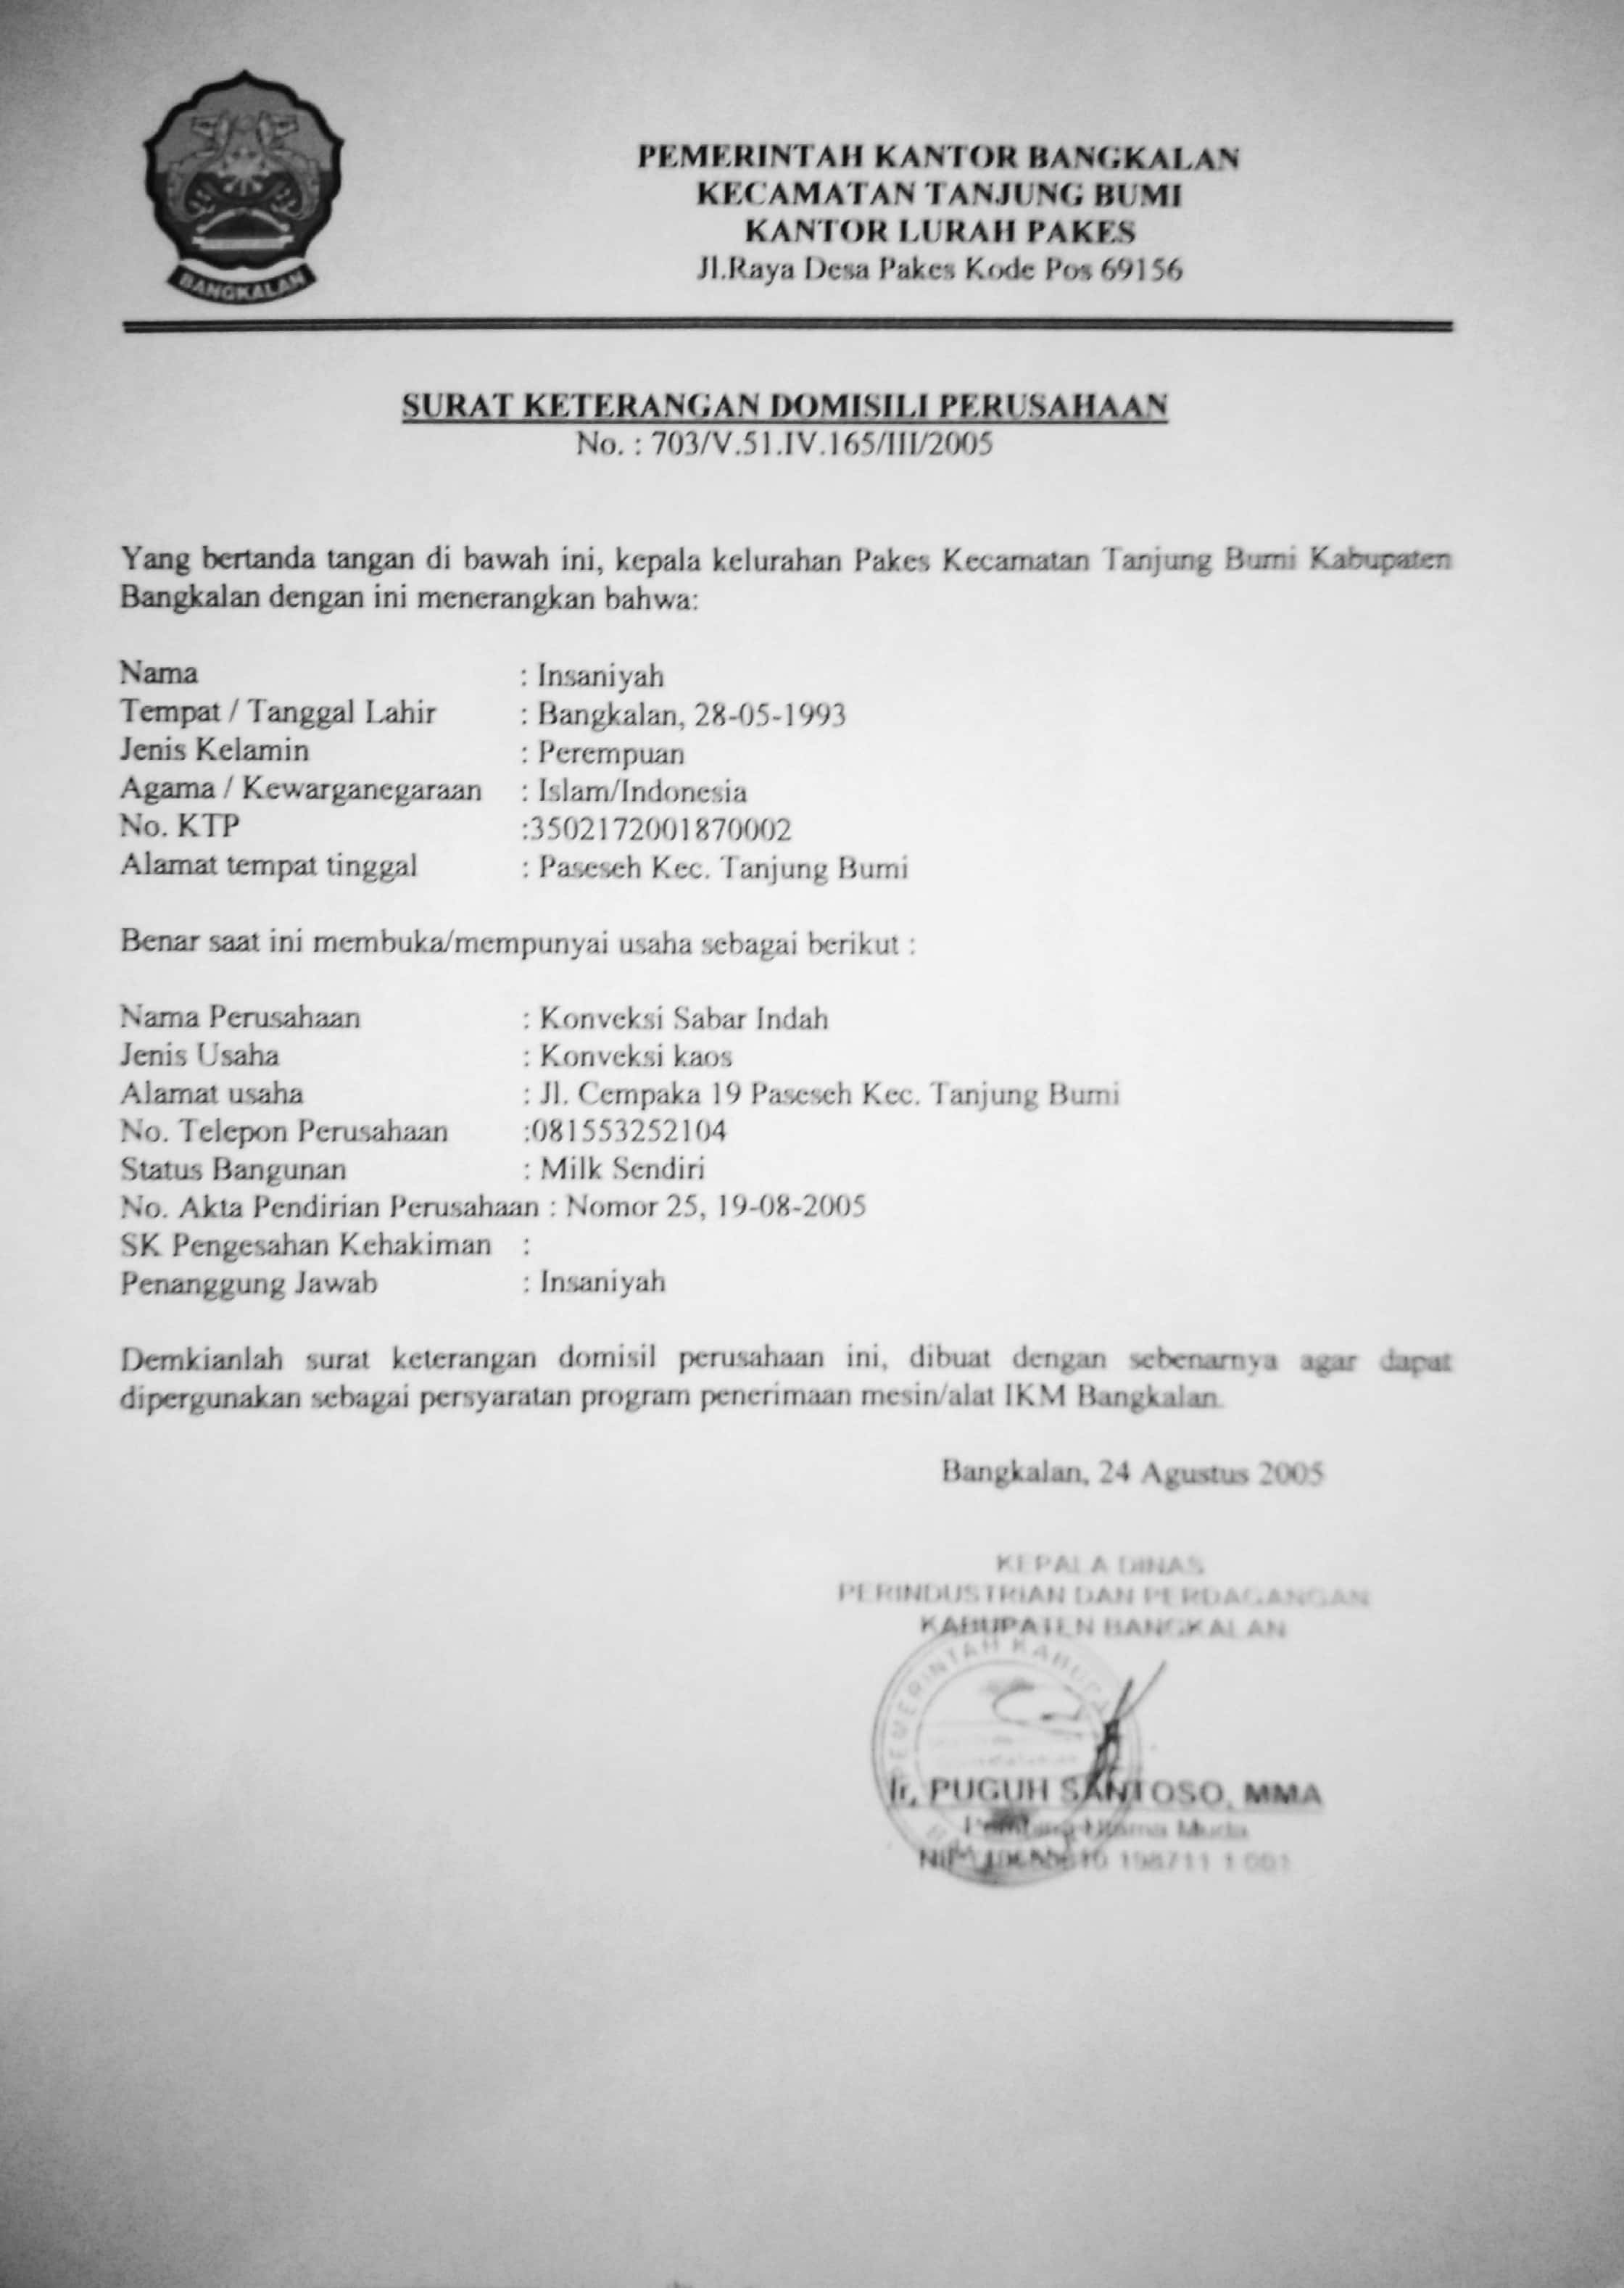 BANGKALAN
PEMERINTAH KANTOR BANGKALAN
KECAMATAN TANJUNG BUMI
KANTOR LURAH PAKES
Jl.Raya Desa Pakes Kode Pos 69156
SURAT KETERANGAN DOMISILI PERUSAHAAN
No. : 703/V.51.IV.165/III/2005
Yang bertanda tangan di bawah ini, kepala kelurahan Pakes Kecamatan Tanjung Bumi Kabupaten
Bangkalan dengan ini menerangkan bahwa:
Nama : Insaniyah
Tempat / Tanggal Lahir : Bangkalan, 28-05-1993
Jenis Kelamin : Perempuan
Agama / Kewarganegaraan : Islam/Indonesia
No. KTP :3502172001870002
Alamat tempat tinggal : Paseseh Kec. Tanjung Bumi
Benar saat ini membuka/mempunyai usaha sebagai berikut :
Nama Perusahaan : Konveksi Sabar Indah
Jenis Usaha : Konveksi kaos
Alamat usaha : Jl. Cempaka 19 Paseseh Kec. Tanjung Bumi
No. Telepon Perusahaan :081553252104
Status Bangunan : Milk Sendiri
No. Akta Pendirian Perusahaan : Nomor 25, 19-08-2005
SK Pengesahan Kehakiman :
Penanggung Jawab : Insaniyah
Demkianlah surat keterangan domisil perusahaan ini, dibuat dengan sebenarnya agar dapat
dipergunakan sebagai persyaratan program penerimaan mesin/alat IKM Bangkalan.
Bangkalan, 24 Agustus 2005
KEPALA DINAS
PERINDUSTRIAN DAN PERDAGANGAN
KABUPATEN BANGKALAN
PEMERINTAH
Ir, PUGUH SANTOSO, MMA
Utama Muda
NIP 198711 1 001